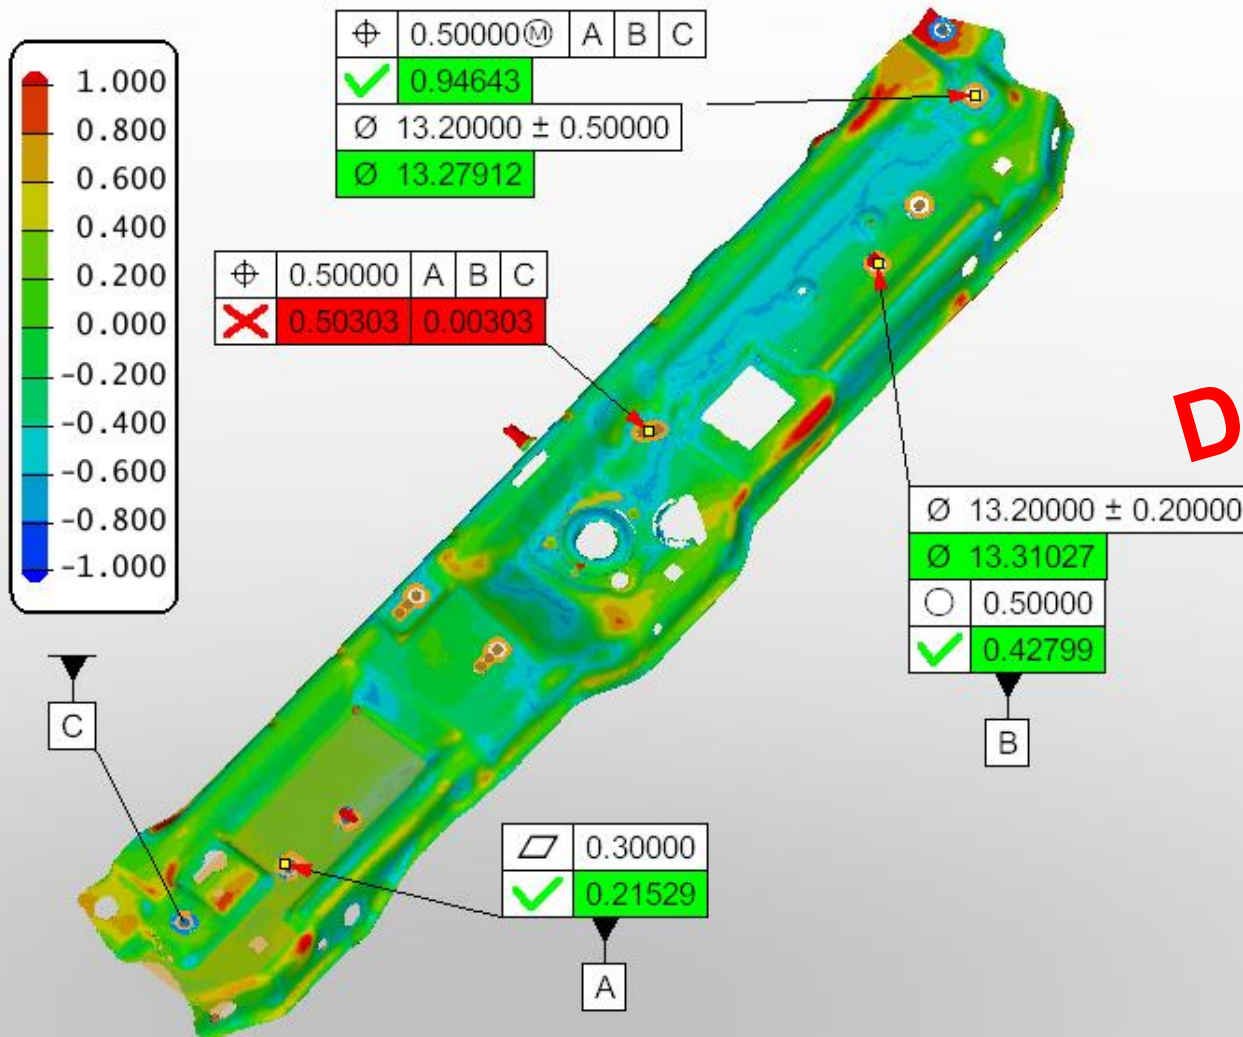 1.000
0.800
0.600
0.400
0.200
0.000
-0.200
-0.400
-0.600
-0.800
-1.000
⌖ 0.50000Ⓜ A B C
0.94643
Ø 13.20000 ± 0.50000
Ø 13.27912
⌖ 0.50000 A B C
0.50303 0.00303
D
Ø 13.20000 ± 0.20000
Ø 13.31027
○ 0.50000
0.42799
B
C
⏥ 0.30000
0.21529
A